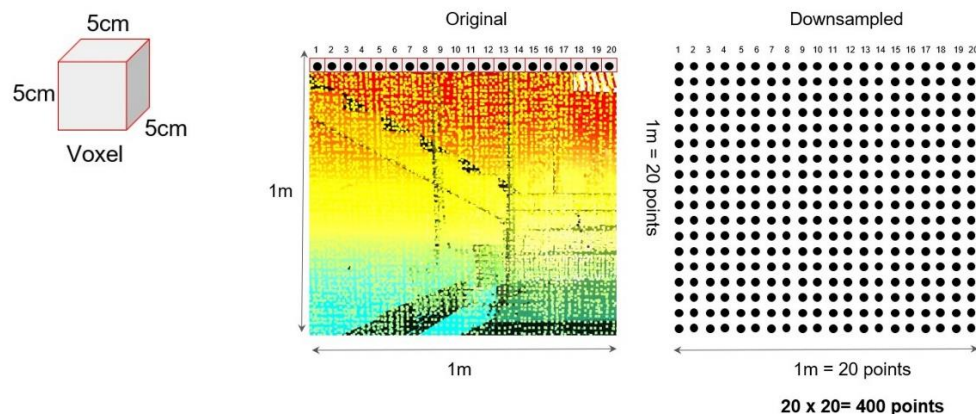 5cm
5cm
5cm
Voxel
Original
1 2 3 4 5 6 7 8 9 10 11 12 13 14 15 16 17 18 19 20
1m
1m
Downsampled
1 2 3 4 5 6 7 8 9 10 11 12 13 14 15 16 17 18 19 20
1m = 20 points
1m = 20 points
20 x 20= 400 points